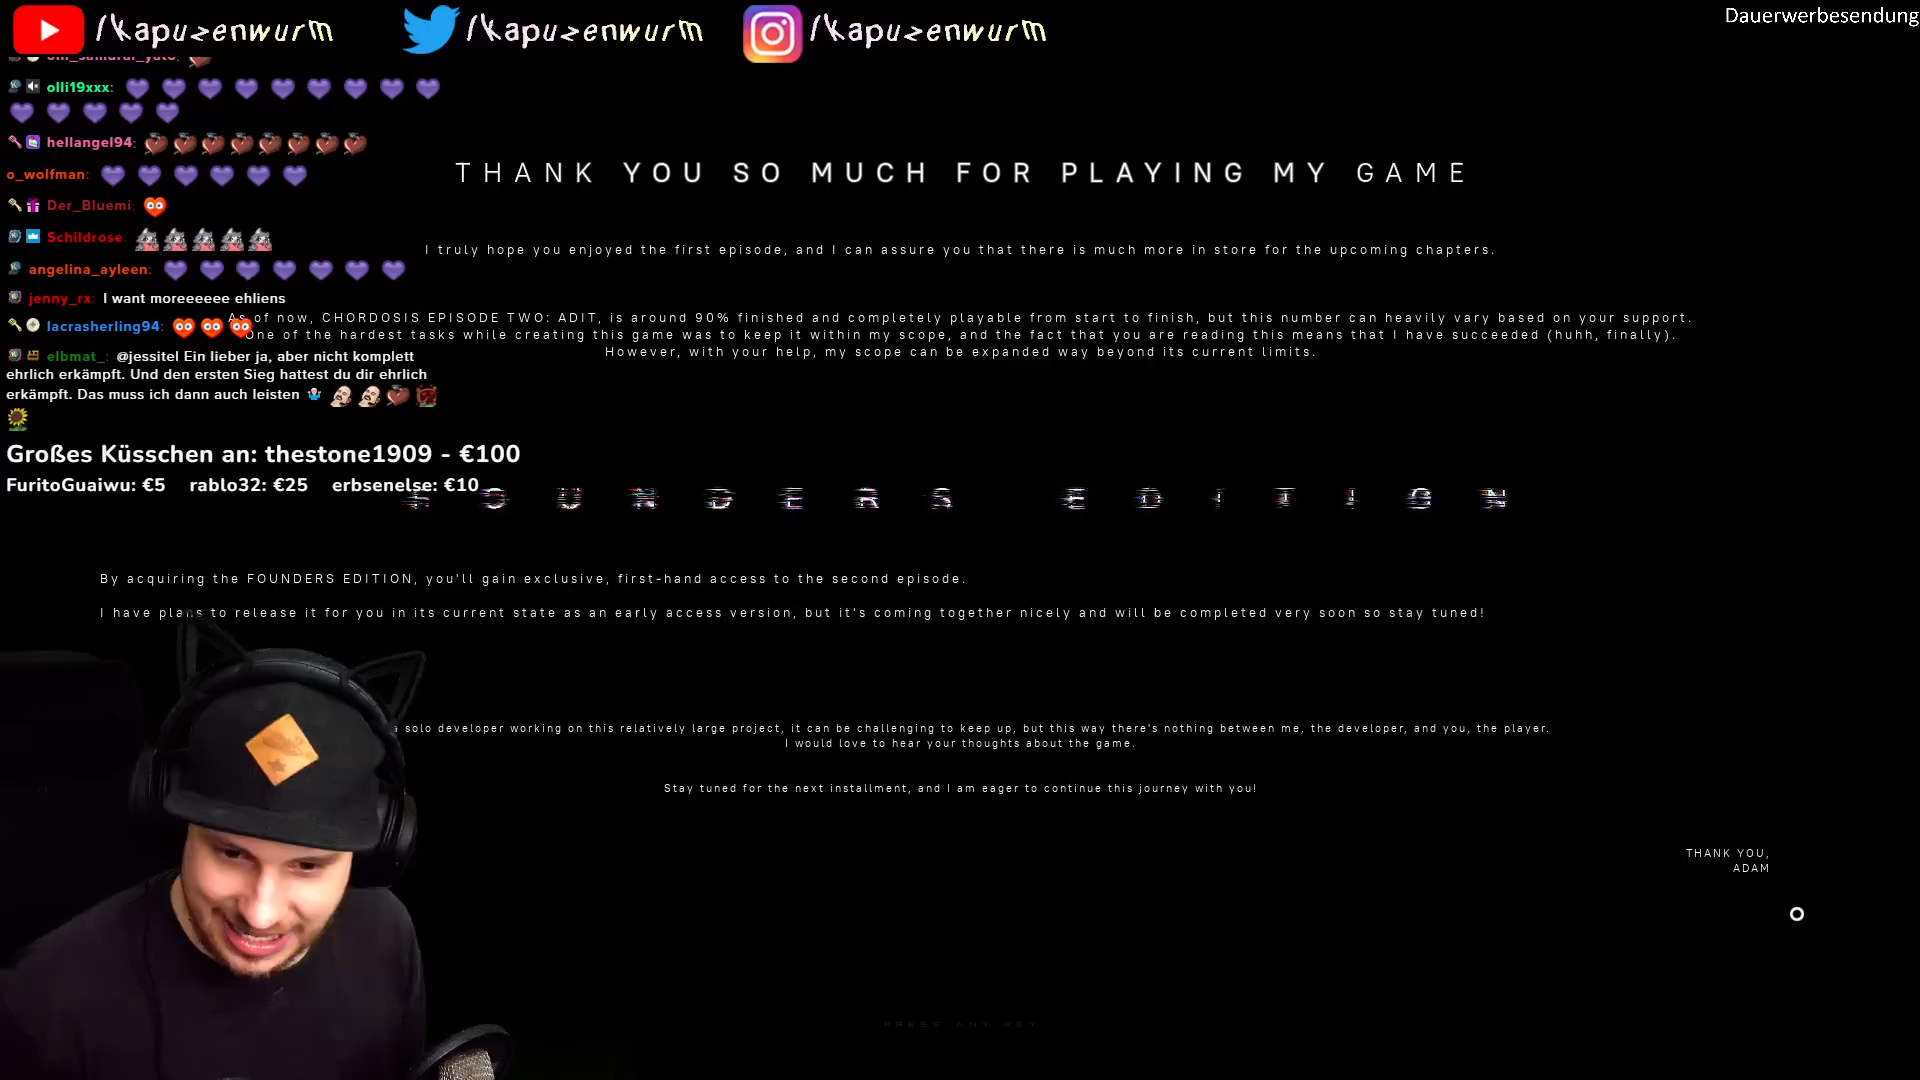 /kapuzenwurm /kapuzenwurm /kapuzenwurm
Dauerwerbesendung
olli19xxx:
hellangel94:
o_wolfman:
Der_Bluemi:
Schildrose:
angelina_ayleen:
jenny_rx: I want moreeeeee ehliens
lacrasherling94:
elbmat_: @jessitel Ein lieber ja, aber nicht komplett
ehrlich erkämpft. Und den ersten Sieg hattest du dir ehrlich
erkämpft. Das muss ich dann auch leisten
Großes Küsschen an: thestone1909 - €100
FuritoGuaiwu: €5 rablo32: €25 erbsenelse: €10
THANK YOU SO MUCH FOR PLAYING MY GAME
I truly hope you enjoyed the first episode, and I can assure you that there is much more in store for the upcoming chapters.
As of now, CHORDOSIS EPISODE TWO: ADIT, is around 90% finished and completely playable from start to finish, but this number can heavily vary based on your support.
One of the hardest tasks while creating this game was to keep it within my scope, and the fact that you are reading this means that I have succeeded (huhh, finally).
However, with your help, my scope can be expanded way beyond its current limits.
FOUNDERS EDITION
By acquiring the FOUNDERS EDITION, you'll gain exclusive, first-hand access to the second episode.
I have plans to release it for you in its current state as an early access version, but it's coming together nicely and will be completed very soon so stay tuned!
a solo developer working on this relatively large project, it can be challenging to keep up, but this way there's nothing between me, the developer, and you, the player.
I would love to hear your thoughts about the game.
Stay tuned for the next installment, and I am eager to continue this journey with you!
THANK YOU,
ADAM
PRESS ANY KEY